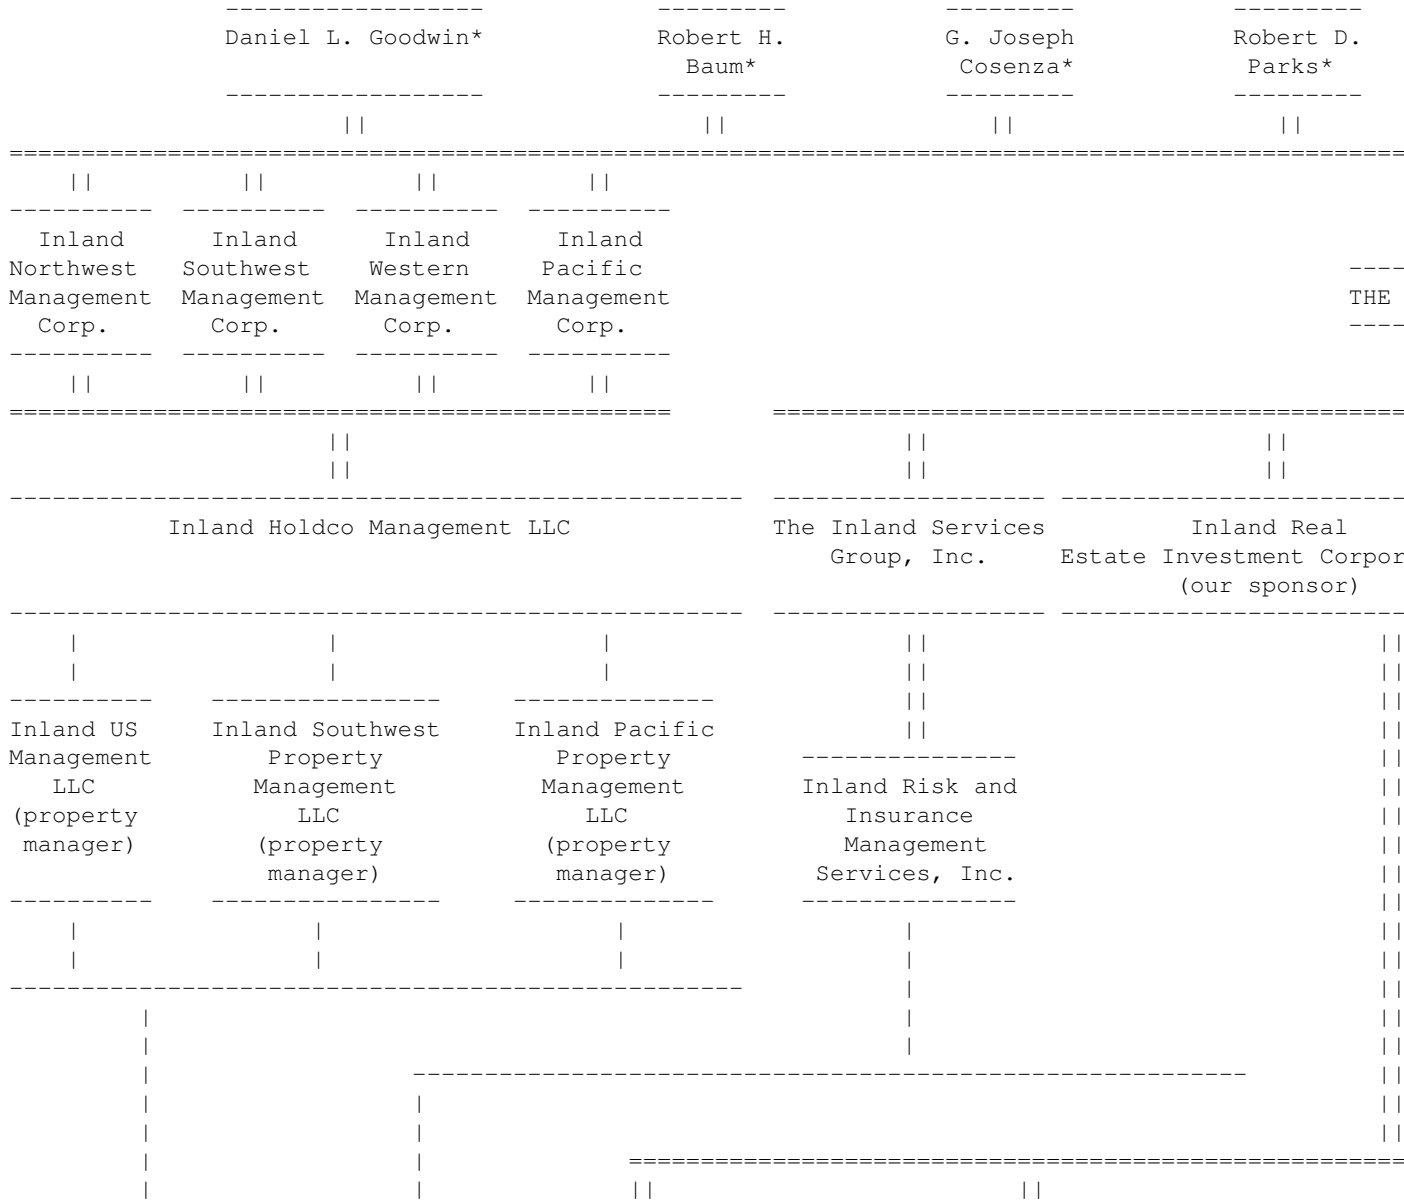 Daniel L. Goodwin* Robert H. G. Joseph Robert D.
Baum* Cosenza* Parks*
Inland Inland Inland Inland
Northwest Southwest Western Pacific
Management Management Management Management THE
Corp. Corp. Corp. Corp.
Inland Holdco Management LLC The Inland Services Inland Real
Group, Inc. Estate Investment Corpor
(our sponsor)
Inland US Inland Southwest Inland Pacific
Management Property Property
LLC Management Management Inland Risk and
(property LLC LLC Insurance
manager) (property (property Management
manager) manager) Services, Inc.